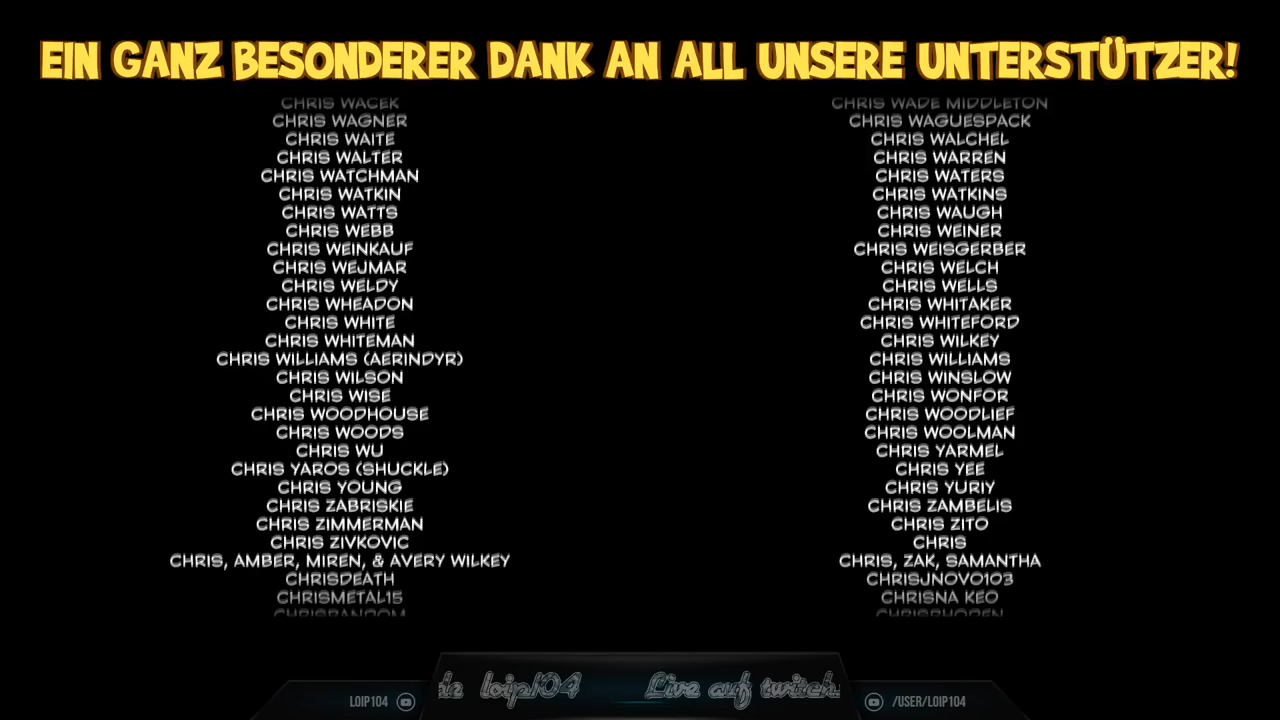 EIN GANZ BESONDERER DANK AN ALL UNSERE UNTERSTÜTZER!
CHRIS WACEK
CHRIS WADE MIDDLETON
CHRIS WAGNER
CHRIS WAGUESPACK
CHRIS WAITE
CHRIS WALCHEL
CHRIS WALTER
CHRIS WARREN
CHRIS WATCHMAN
CHRIS WATERS
CHRIS WATKIN
CHRIS WATKINS
CHRIS WATTS
CHRIS WAUGH
CHRIS WEBB
CHRIS WEINER
CHRIS WEINKAUF
CHRIS WEISGERBER
CHRIS WEJMAR
CHRIS WELCH
CHRIS WELDY
CHRIS WELLS
CHRIS WHEADON
CHRIS WHITAKER
CHRIS WHITE
CHRIS WHITEFORD
CHRIS WHITEMAN
CHRIS WILKEY
CHRIS WILLIAMS (AERINDYR)
CHRIS WILLIAMS
CHRIS WILSON
CHRIS WINSLOW
CHRIS WISE
CHRIS WONFOR
CHRIS WOODHOUSE
CHRIS WOODLIEF
CHRIS WOODS
CHRIS WOOLMAN
CHRIS WU
CHRIS YARMEL
CHRIS YAROS (SHUCKLE)
CHRIS YEE
CHRIS YOUNG
CHRIS YURIY
CHRIS ZABRISKIE
CHRIS ZAMBELIS
CHRIS ZIMMERMAN
CHRIS ZITO
CHRIS ZIVKOVIC
CHRIS
CHRIS, AMBER, MIREN, & AVERY WILKEY
CHRIS, ZAK, SAMANTHA
CHRISDEATH
CHRISJNOVO103
CHRISMETAL15
CHRISNA KEO
CHRISRANDOM
CHRISRHODEN
de loip104 Live auf twitch.
LOIP104
/USER/LOIP104